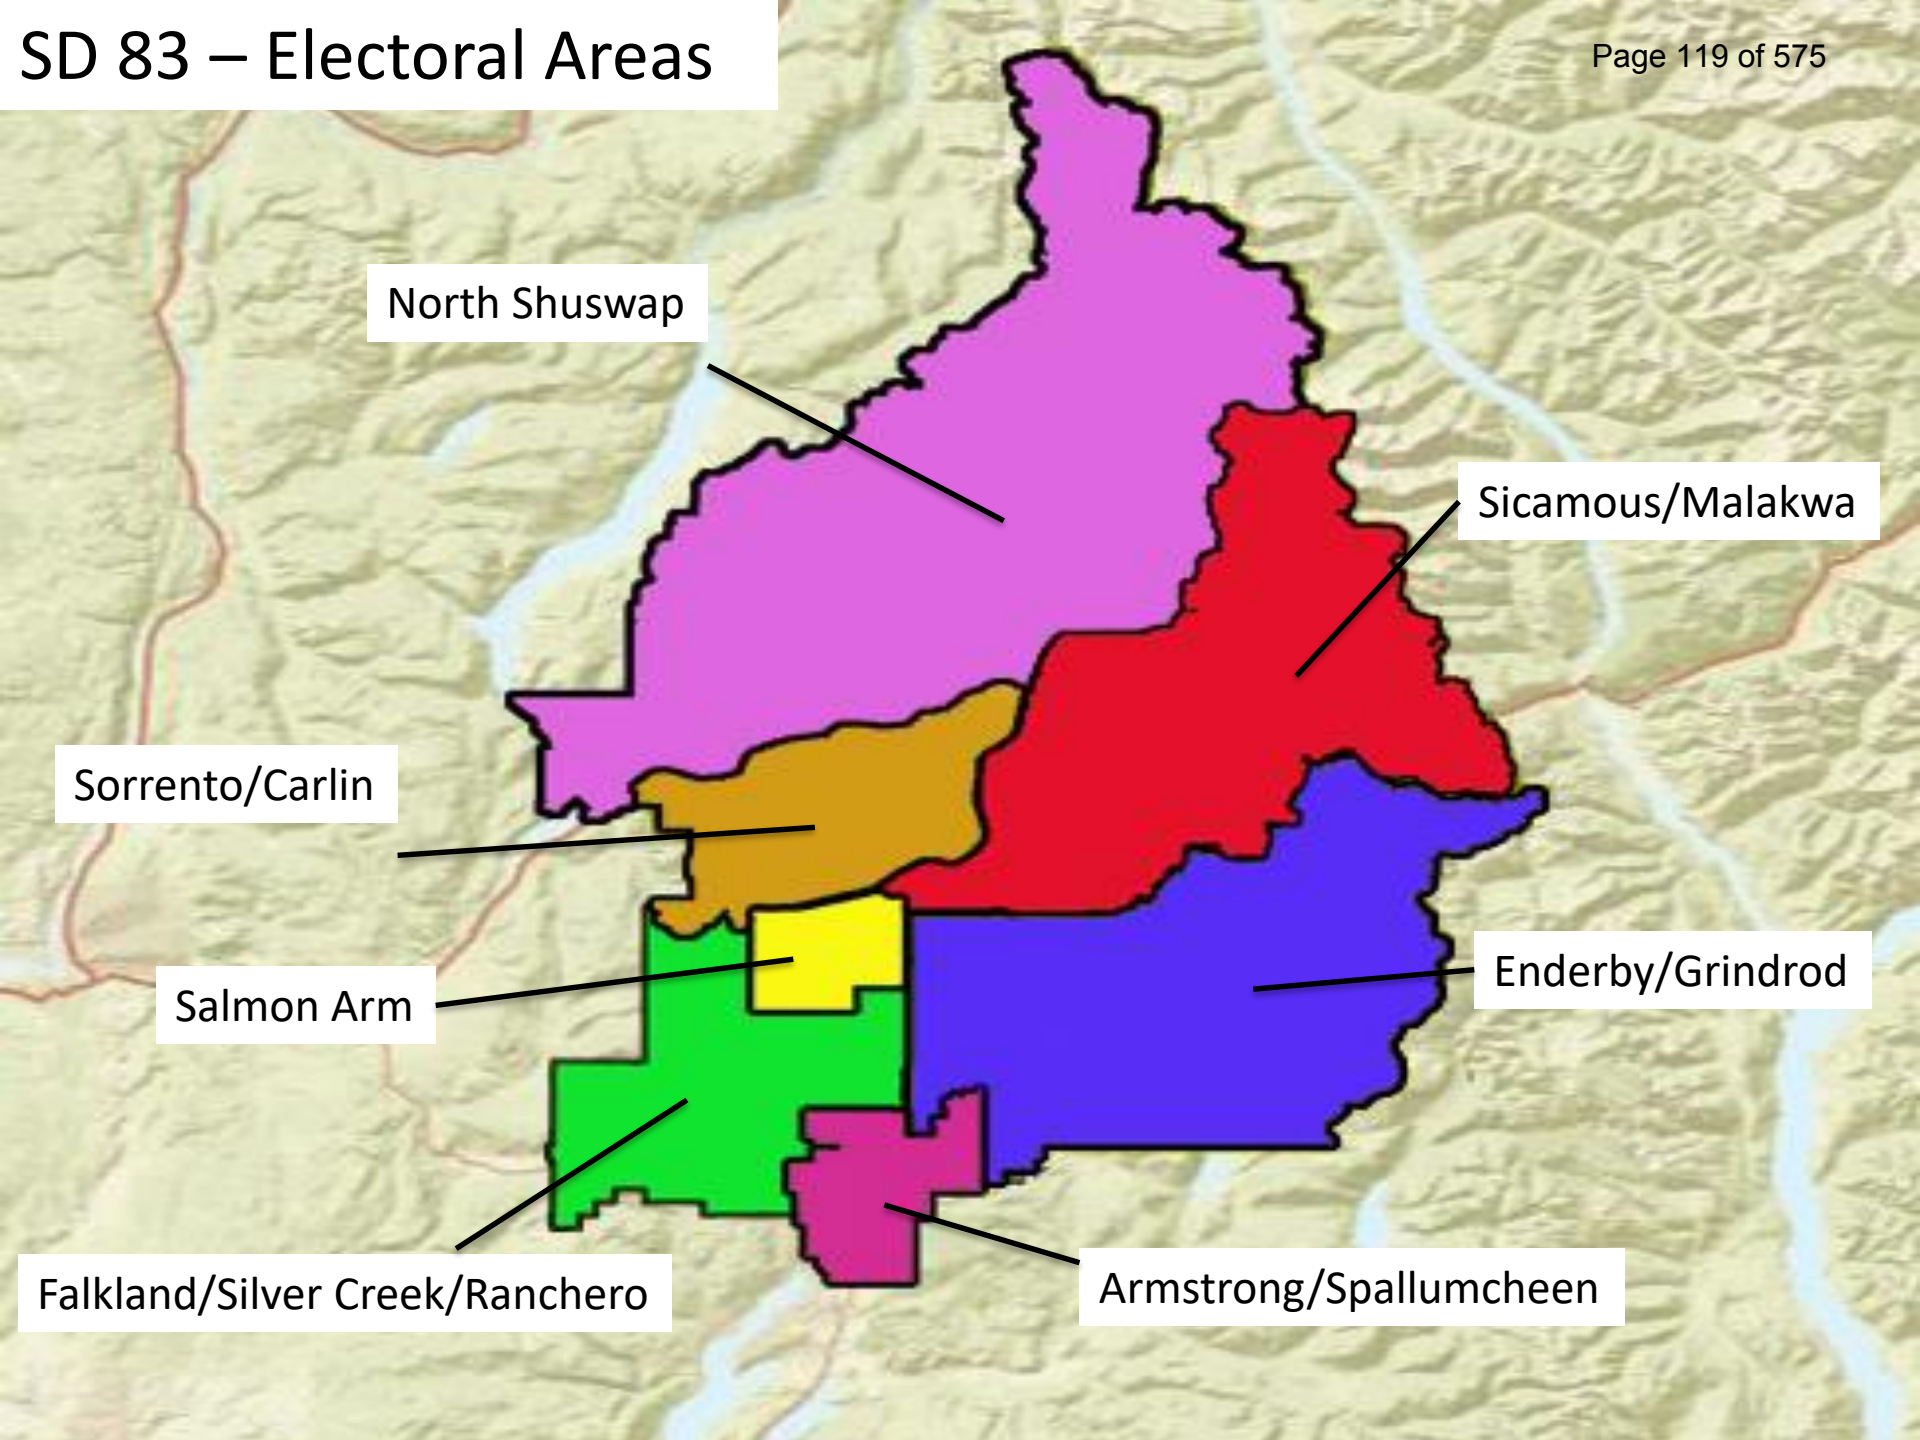 SD 83 – Electoral Areas
Page 119 of 575
North Shuswap
Sicamous/Malakwa
Sorrento/Carlin
Enderby/Grindrod
Salmon Arm
Falkland/Silver Creek/Ranchero
Armstrong/Spallumcheen